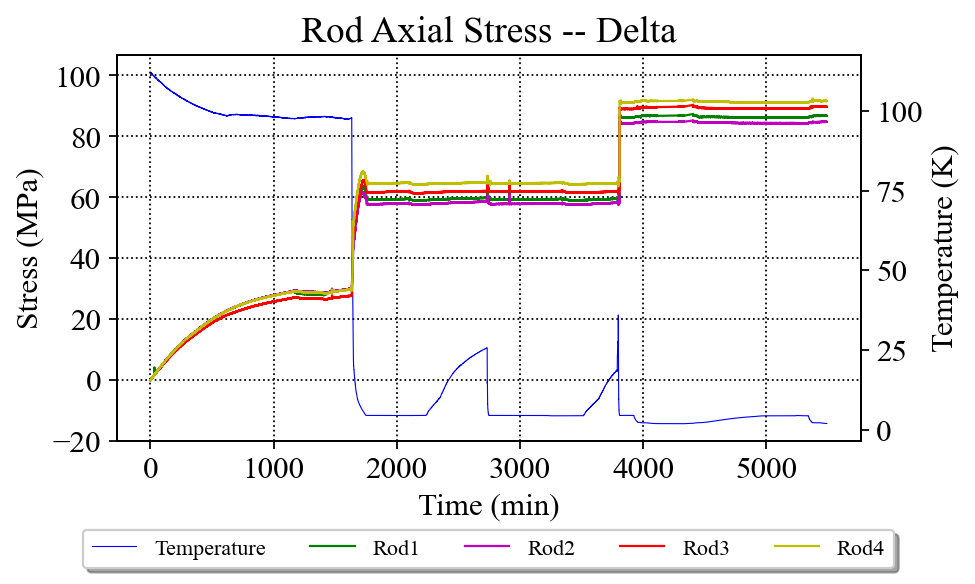 Rod Axial Stress -- Delta
100
80
60
40
20
0
−20
Stress (MPa)
100
75
50
25
0
Temperature (K)
0 1000 2000 3000 4000 5000
Time (min)
Temperature Rod1 Rod2 Rod3 Rod4